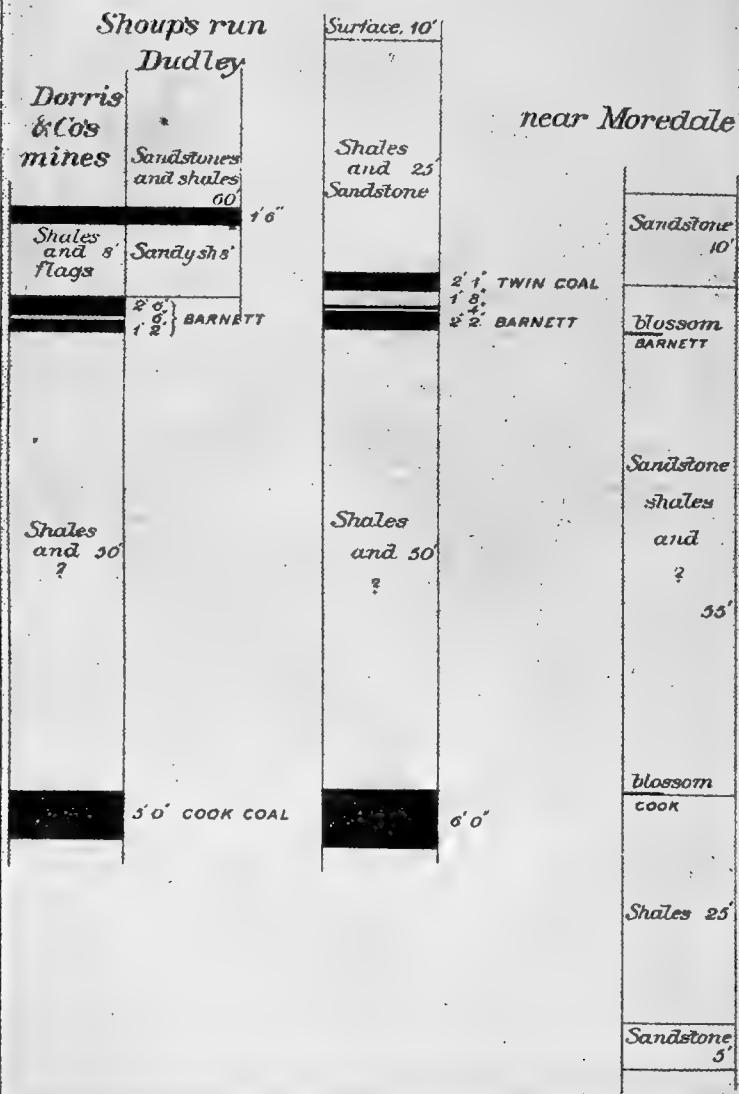 Shoup's run
Dudley
Dorris
& Co's
mines
Sandstones
and shales
60'
1' 6"
Shales
and 8'
flags
Sandy sh 8'
2' 6"
6"
1' 2"
BARNETT
Shales
and 50'
?
5' 0" COOK COAL
Surface, 10'
?
Shales
and 25'
Sandstone
2' 1" TWIN COAL
1' 8"
4"
2' 2" BARNETT
Shales
and 50'
?
6' 0"
near Moredale
Sandstone
10'
blossom
BARNETT
Sandstone
shales
and
?
55'
blossom
COOK
Shales 25'
Sandstone
5'